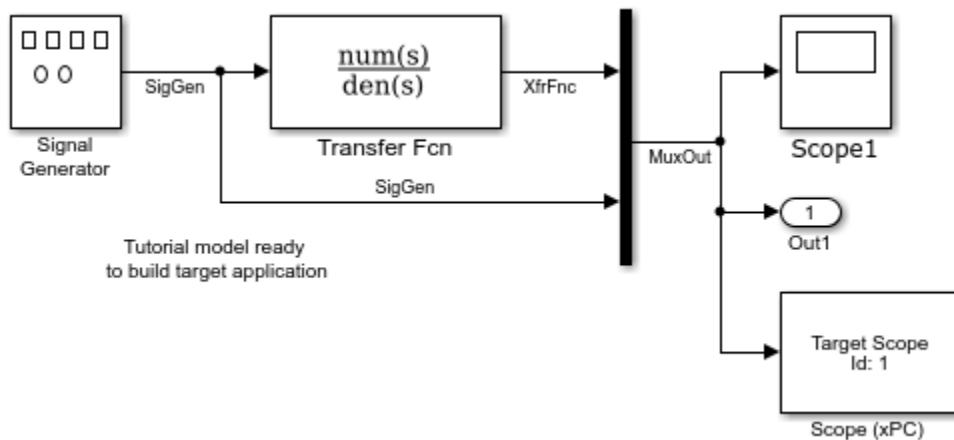 SigGen
Signal
Generator
num(s)
den(s)
Transfer Fcn
XfrFnc
SigGen
MuxOut
Scope1
1
Out1
Tutorial model ready
to build target application
Target Scope
Id: 1
Scope (xPC)